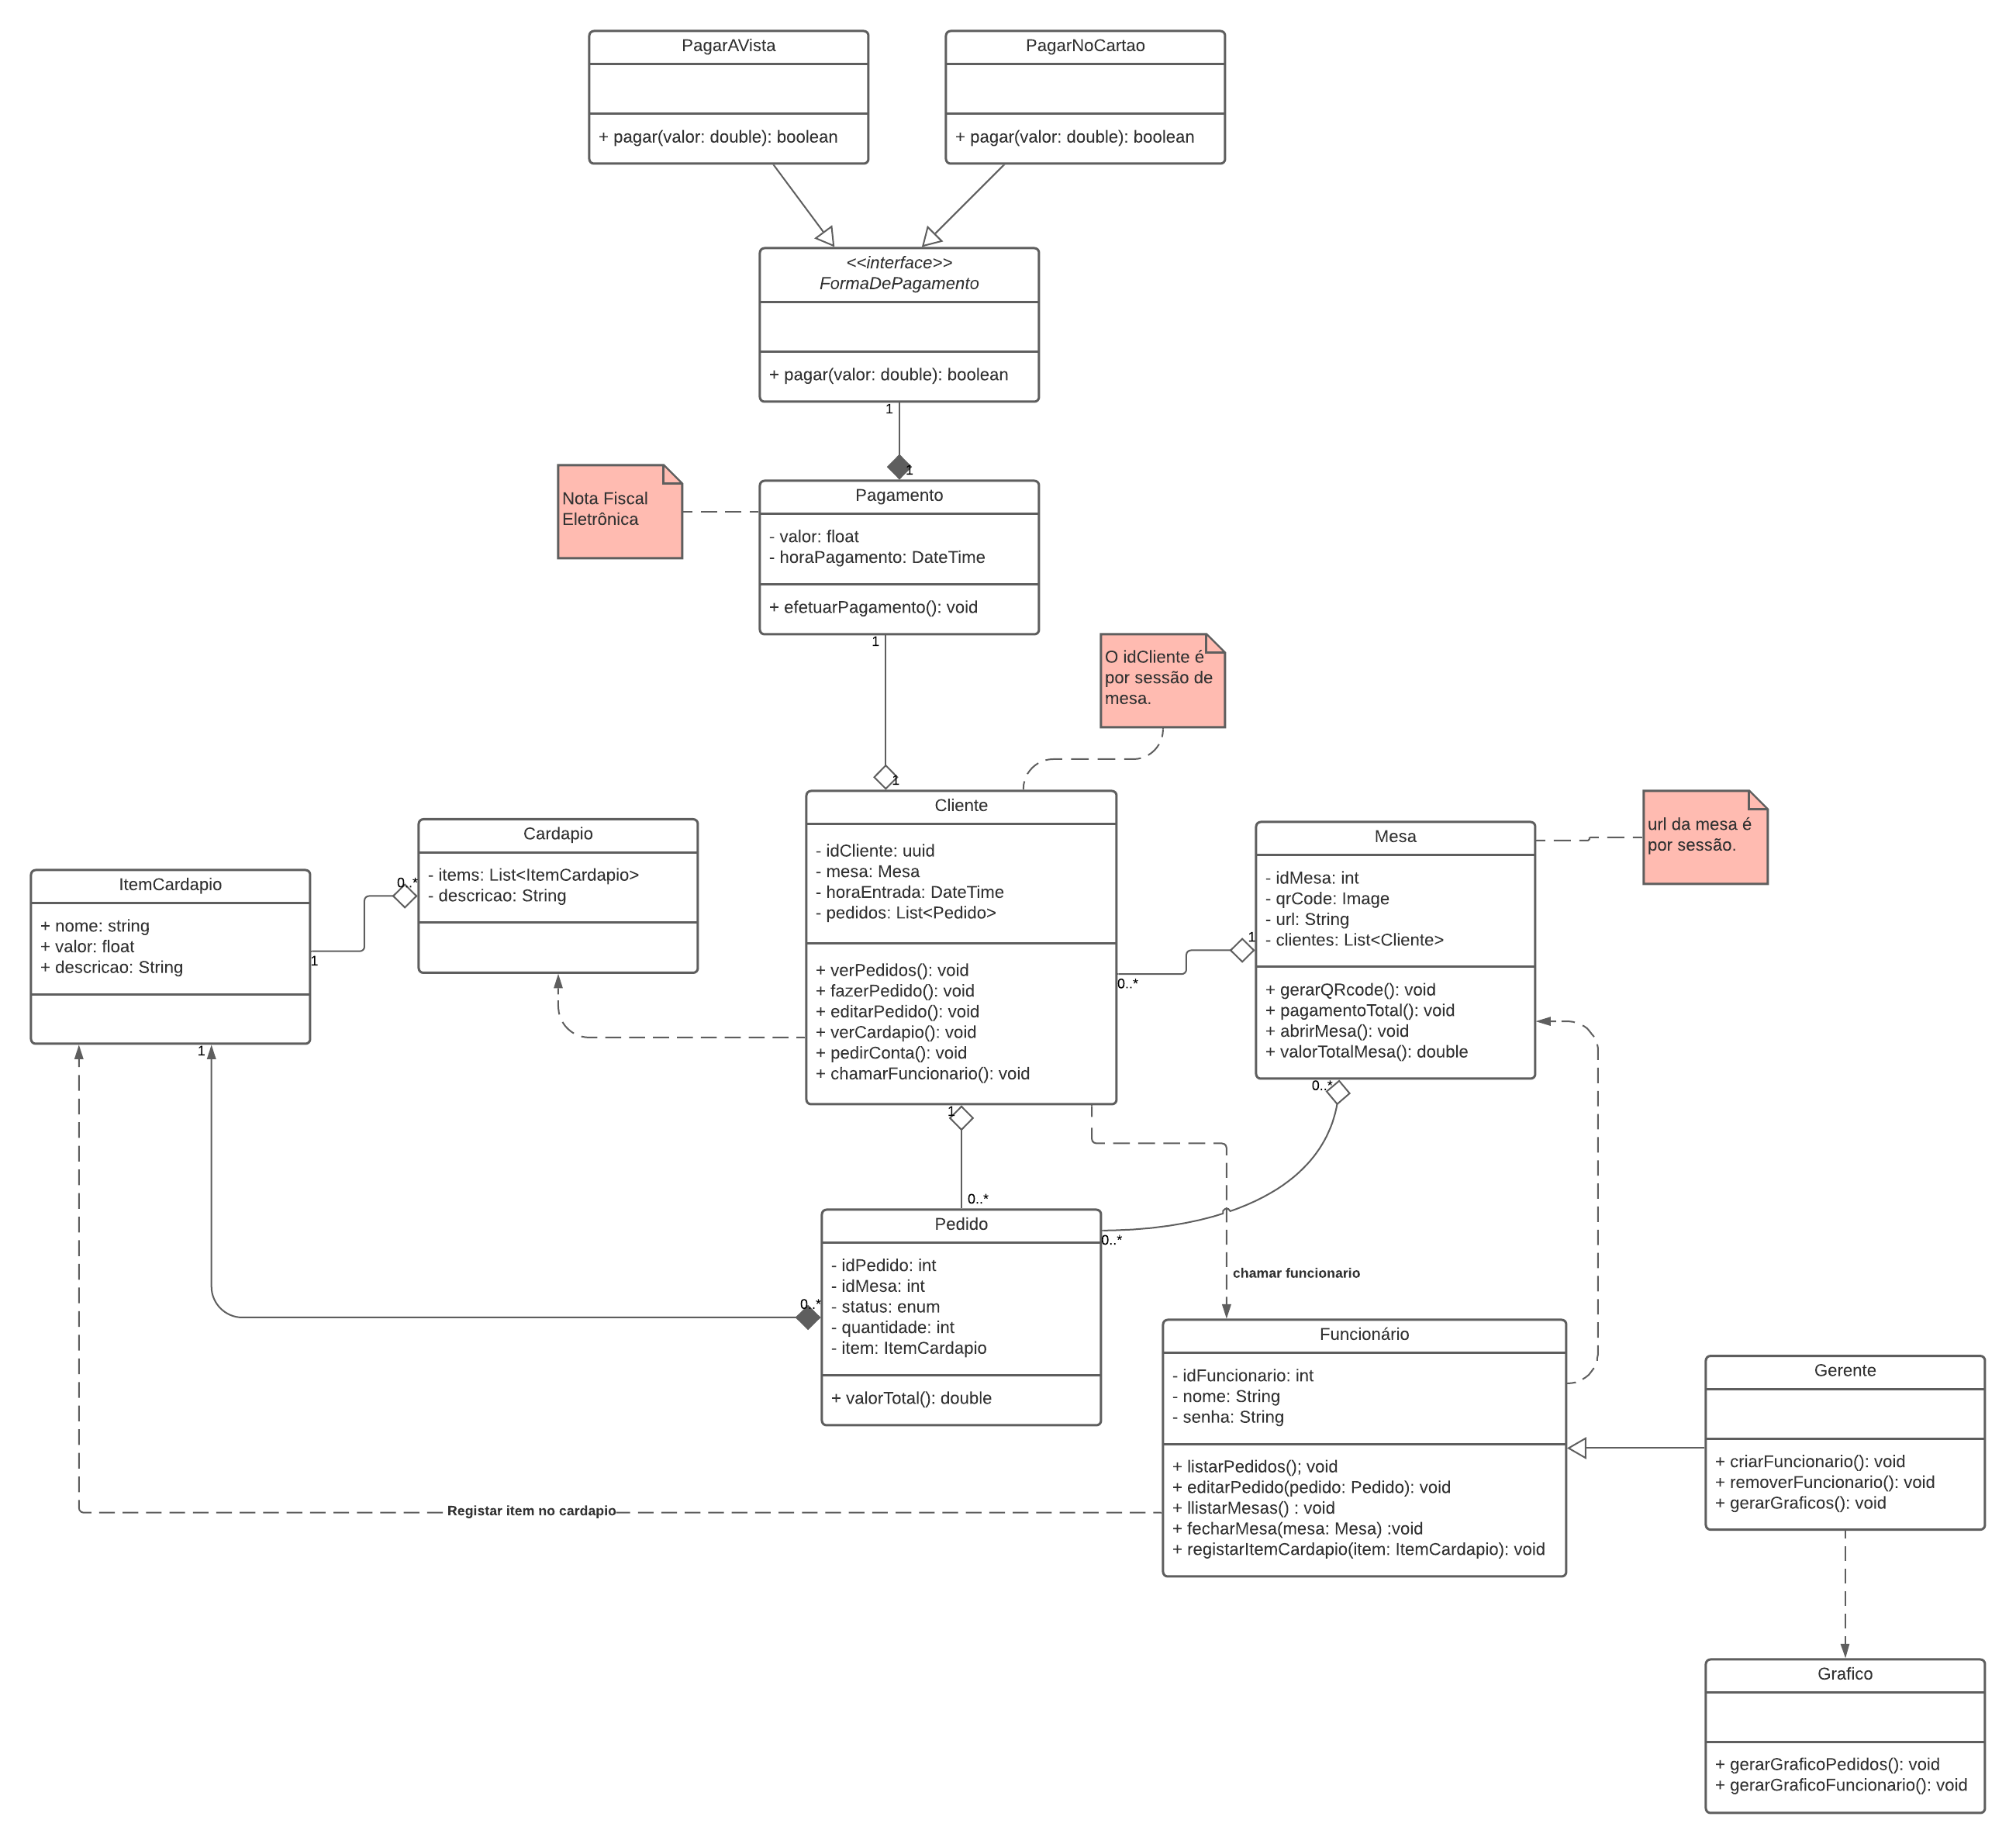 PagarAVista
+ pagar(valor: double): boolean
PagarNoCartao
+ pagar(valor: double): boolean
<<interface>>
FormaDePagamento
+ pagar(valor: double): boolean
1
1
Nota Fiscal
Eletrônica
Pagamento
- valor: float
- horaPagamento: DateTime
+ efetuarPagamento(): void
1
1
O idCliente é
por sessão de
mesa.
url da mesa é
por sessão.
ItemCardapio
+ nome: string
+ valor: float
+ descricao: String
1
1
0..*
Cardapio
- items: List<ItemCardapio>
- descricao: String
Cliente
- idCliente: uuid
- mesa: Mesa
- horaEntrada: DateTime
- pedidos: List<Pedido>
+ verPedidos(): void
+ fazerPedido(): void
+ editarPedido(): void
+ verCardapio(): void
+ pedirConta(): void
+ chamarFuncionario(): void
0..*
1
Mesa
- idMesa: int
- qrCode: Image
- url: String
- clientes: List<Cliente>
+ gerarQRcode(): void
+ pagamentoTotal(): void
+ abrirMesa(): void
+ valorTotalMesa(): double
0..*
1
0..*
0..*
0..*
Pedido
- idPedido: int
- idMesa: int
- status: enum
- quantidade: int
- item: ItemCardapio
+ valorTotal(): double
chamar funcionario
Registar item no cardapio
Funcionário
- idFuncionario: int
- nome: String
- senha: String
+ listarPedidos(); void
+ editarPedido(pedido: Pedido): void
+ llistarMesas() : void
+ fecharMesa(mesa: Mesa) :void
+ registarItemCardapio(item: ItemCardapio): void
Gerente
+ criarFuncionario(): void
+ removerFuncionario(): void
+ gerarGraficos(): void
Grafico
+ gerarGraficoPedidos(): void
+ gerarGraficoFuncionario(): void